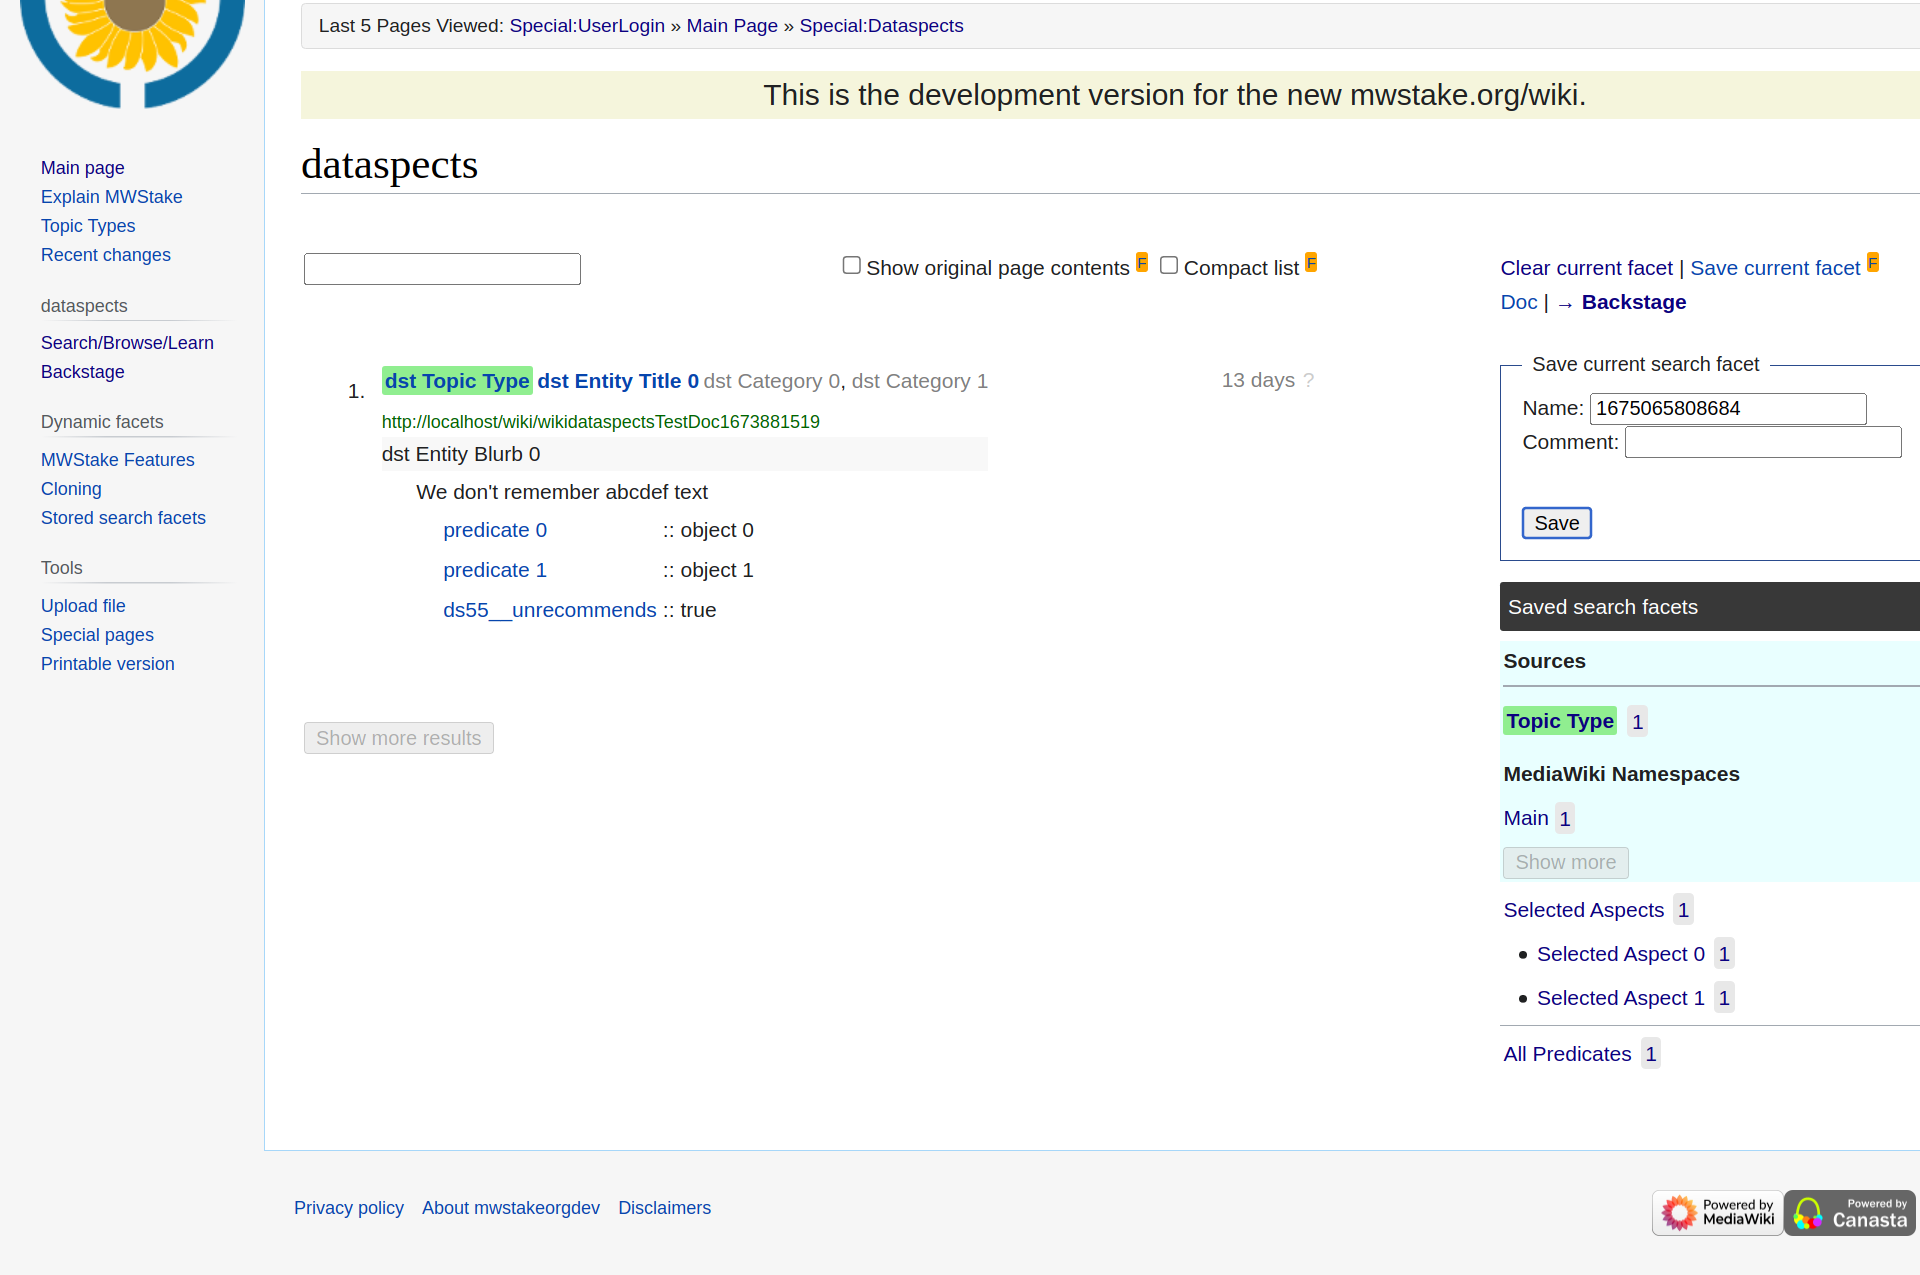 Last 5 Pages Viewed: Special:UserLogin » Main Page » Special:Dataspects
This is the development version for the new mwstake.org/wiki.
dataspects
Main page
Explain MWStake
Topic Types
Recent changes
dataspects
Search/Browse/Learn
Backstage
Dynamic facets
MWStake Features
Cloning
Stored search facets
Tools
Upload file
Special pages
Printable version
Show original page contents F Compact list F
1. dst Topic Type dst Entity Title 0 dst Category 0, dst Category 1 13 days ?
http://localhost/wiki/wikidataspectsTestDoc1673881519
dst Entity Blurb 0
We don't remember abcdef text
predicate 0 :: object 0
predicate 1 :: object 1
ds55__unrecommends :: true
Show more results
Clear current facet | Save current facet F
Doc | → Backstage
Save current search facet
Name: 1675065808684
Comment:
Save
Saved search facets
Sources
Topic Type 1
MediaWiki Namespaces
Main 1
Show more
Selected Aspects 1
• Selected Aspect 0 1
• Selected Aspect 1 1
All Predicates 1
Privacy policy About mwstakeorgdev Disclaimers
Powered by
MediaWiki
Powered by
Canasta